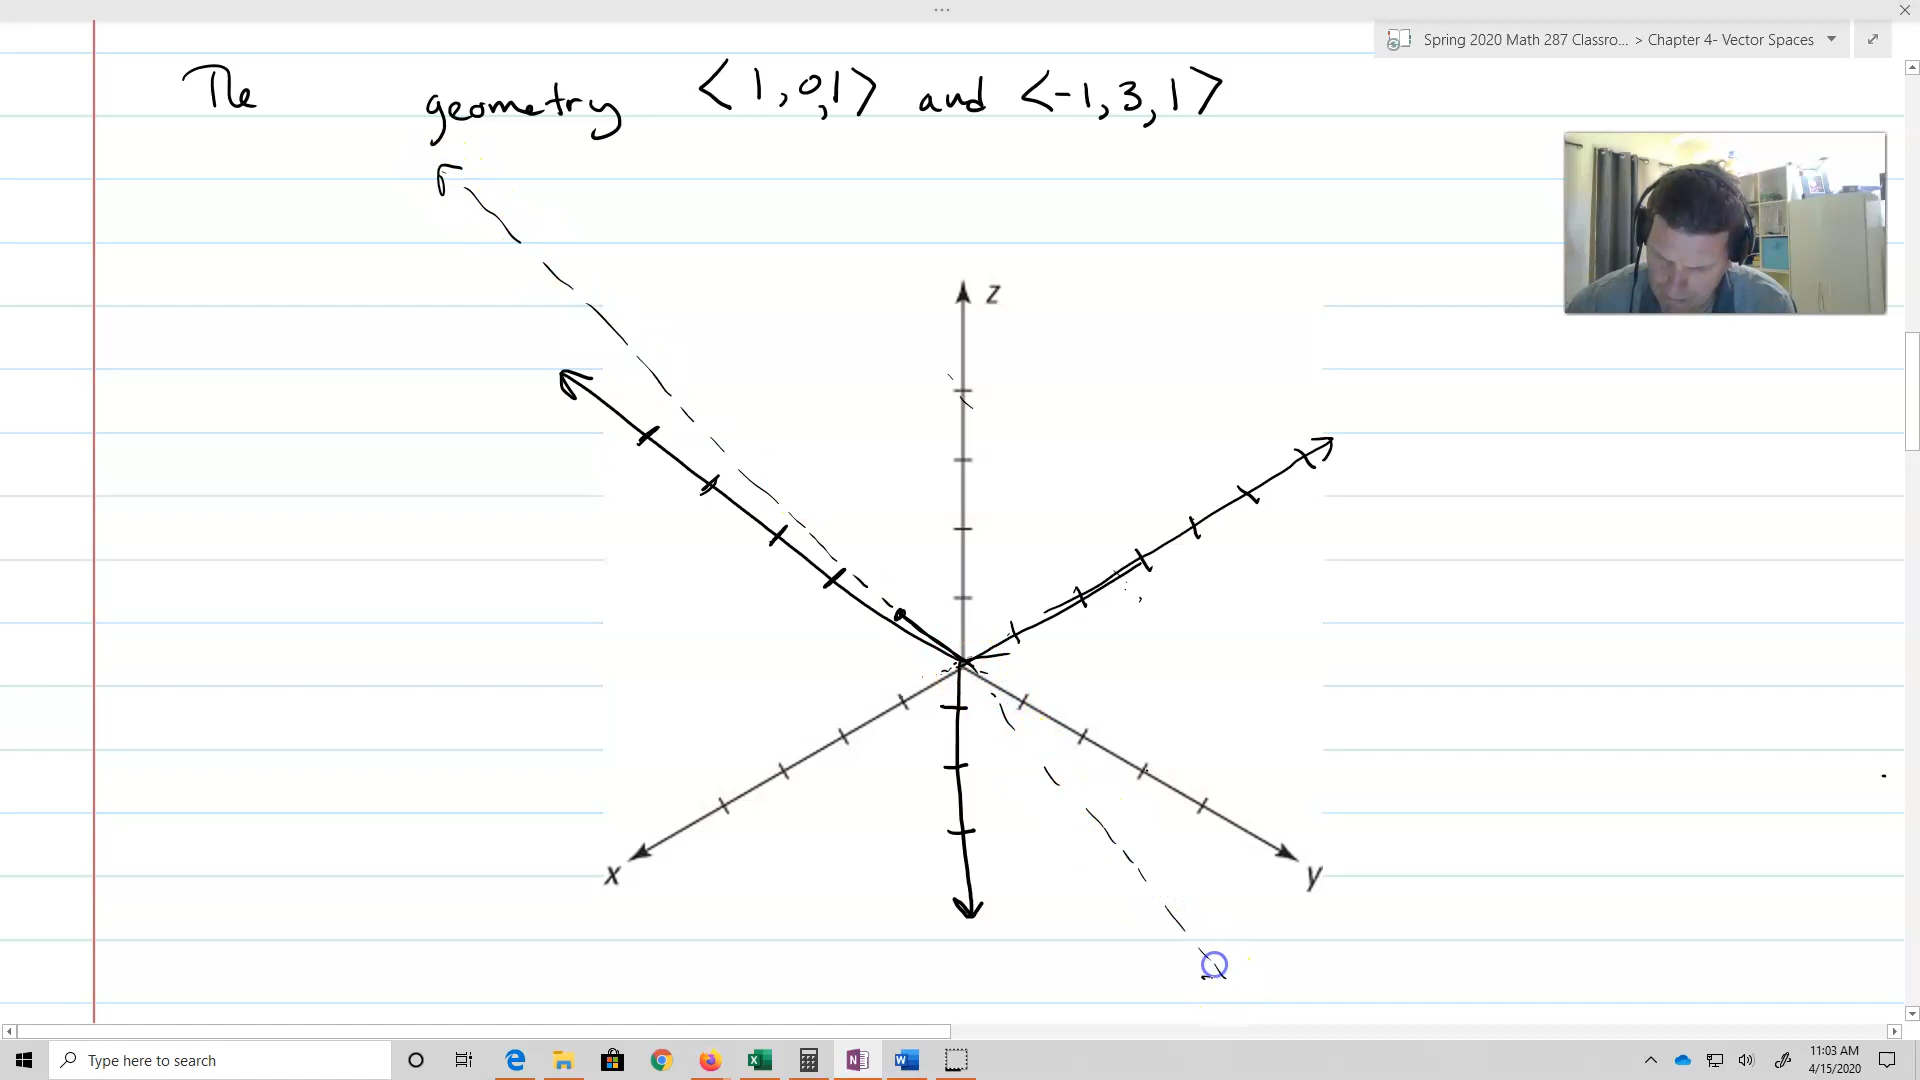 Spring 2020 Math 287 Classro... > Chapter 4- Vector Spaces
The geometry <1,0,1> and <-1,3,1>
z
x
y
Type here to search
11:03 AM
4/15/2020